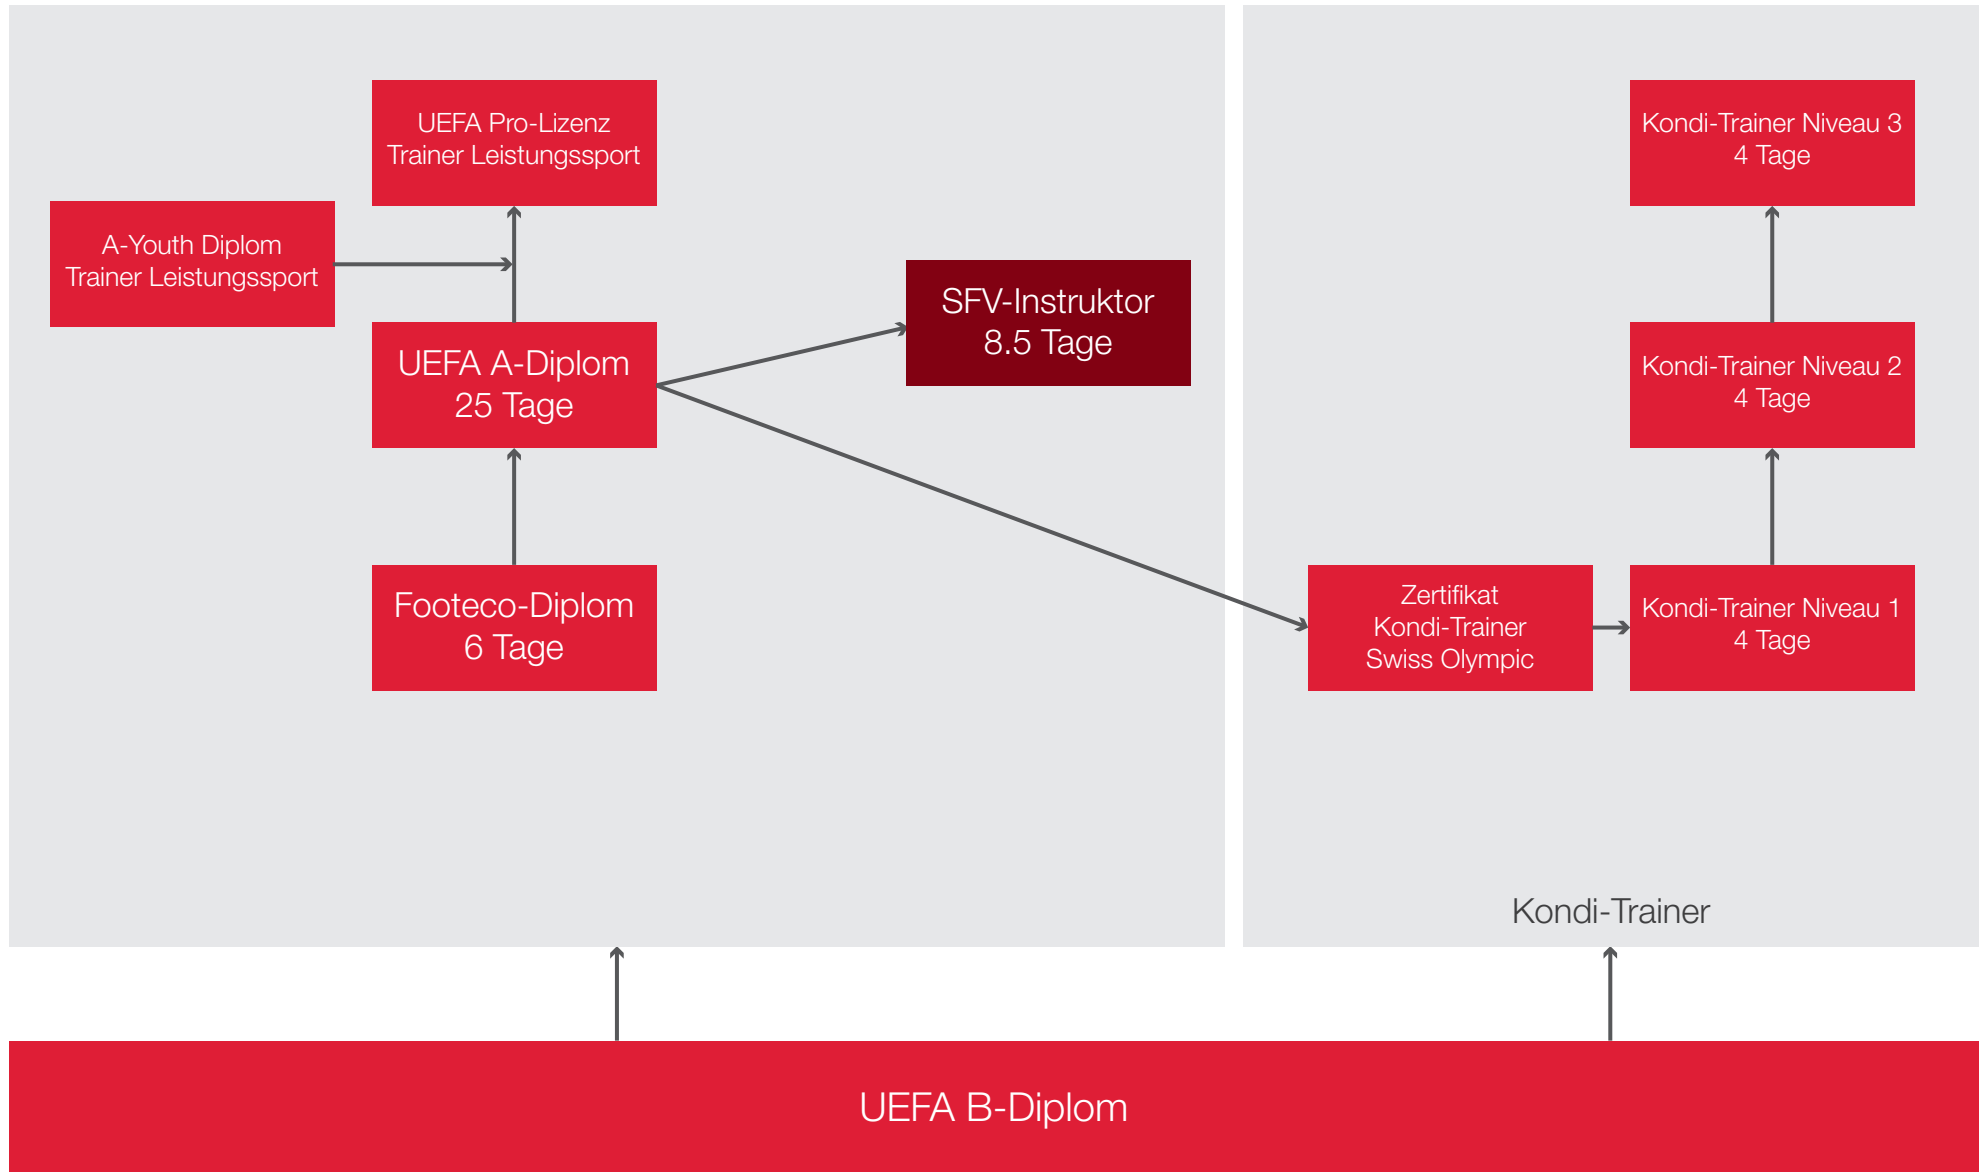 UEFA Pro-Lizenz
Trainer Leistungssport
A-Youth Diplom
Trainer Leistungssport
UEFA A-Diplom
25 Tage
SFV-Instruktor
8.5 Tage
Footeco-Diplom
6 Tage
Kondi-Trainer Niveau 3
4 Tage
Kondi-Trainer Niveau 2
4 Tage
Zertifikat
Kondi-Trainer
Swiss Olympic
Kondi-Trainer Niveau 1
4 Tage
Kondi-Trainer
UEFA B-Diplom